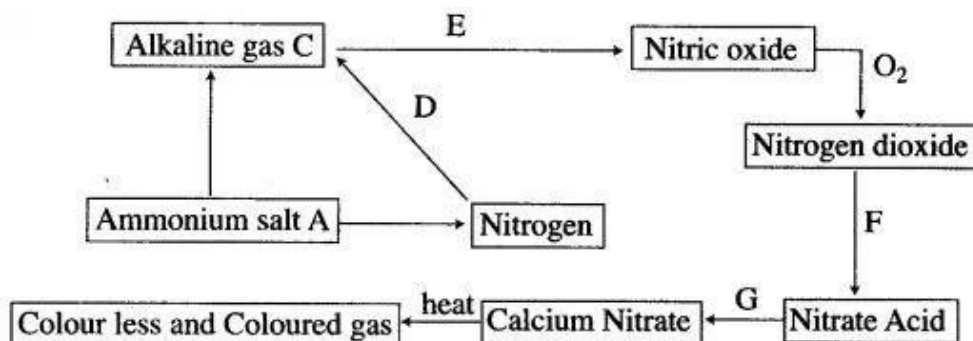 Alkaline gas C
E
Nitric oxide
O2
D
Nitrogen dioxide
Ammonium salt A
Nitrogen
F
Colour less and Coloured gas
heat
Calcium Nitrate
G
Nitrate Acid